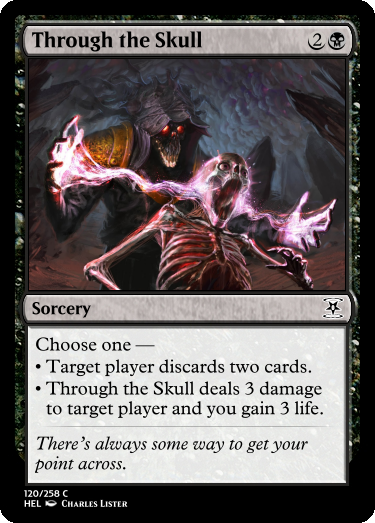 Through the Skull 2
Sorcery
Choose one —
• Target player discards two cards.
• Through the Skull deals 3 damage
to target player and you gain 3 life.
There's always some way to get your
point across.
120/258 C
HEL Charles Lister